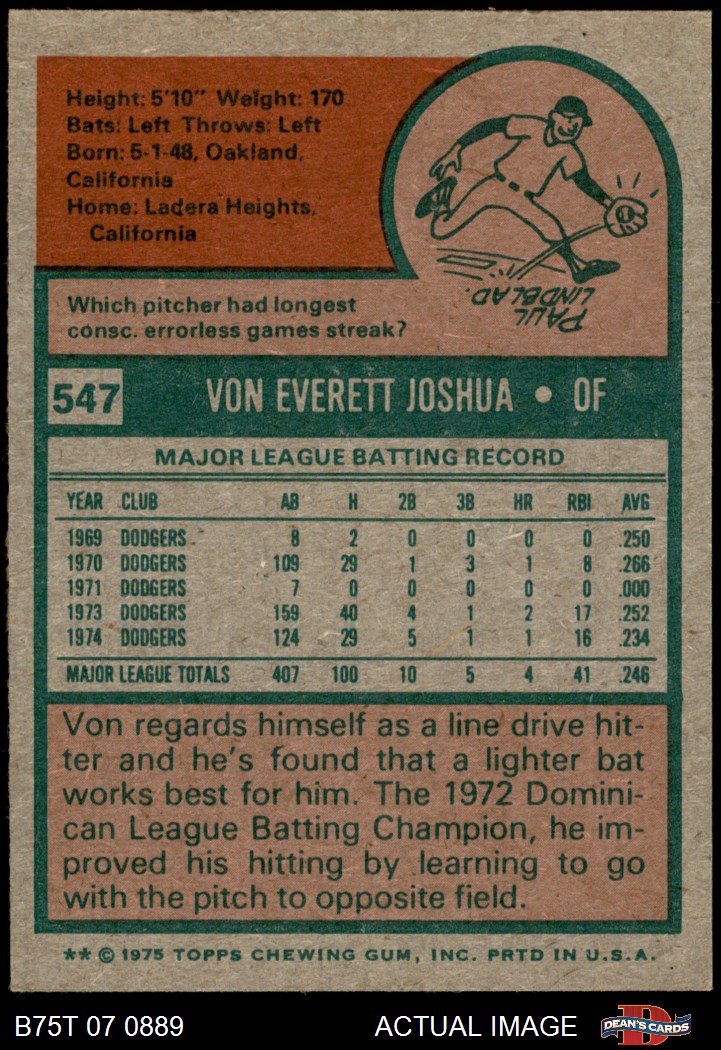 Height: 5'10" Weight: 170
Bats: Left Throws: Left
Born: 5-1-48, Oakland,
California
Home: Ladera Heights,
California
PAUL
LINDBLAD.
Which pitcher had longest
consc. errorless games streak?
547 VON EVERETT JOSHUA • OF
MAJOR LEAGUE BATTING RECORD
YEAR CLUB AB H 2B 3B HR RBI AVG
1969 DODGERS 8 2 0 0 0 0 .250
1970 DODGERS 109 29 1 3 1 8 .266
1971 DODGERS 7 0 0 0 0 0 .000
1973 DODGERS 159 40 4 1 2 17 .252
1974 DODGERS 124 29 5 1 1 16 .234
MAJOR LEAGUE TOTALS 407 100 10 5 4 41 .246
Von regards himself as a line drive hit-
ter and he's found that a lighter bat
works best for him. The 1972 Domini-
can League Batting Champion, he im-
proved his hitting by learning to go
with the pitch to opposite field.
** © 1975 TOPPS CHEWING GUM, INC. PRTD IN U.S.A.
B75T 07 0889 ACTUAL IMAGE D DEAN'S CARDS